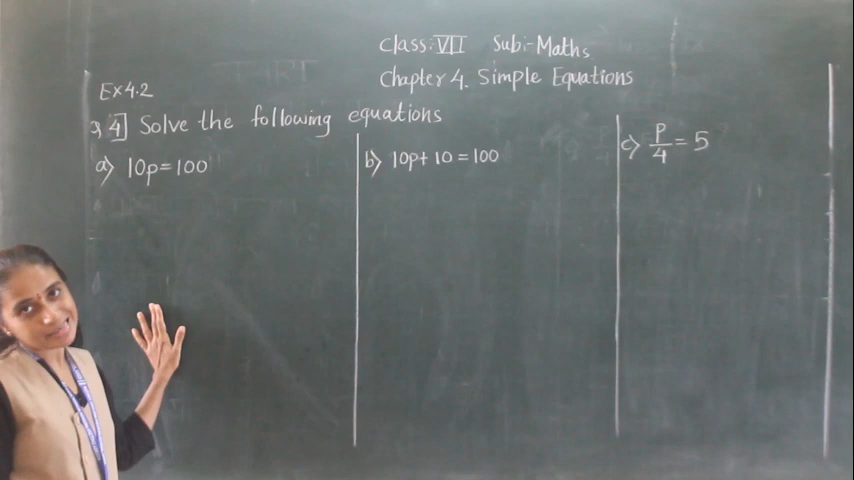 Class:VII Sub:-Maths
Chapter 4. Simple Equations
Ex 4.2
Q 4] Solve the following equations
a) 10p=100
b) 10p+10=100
c) p/4=5